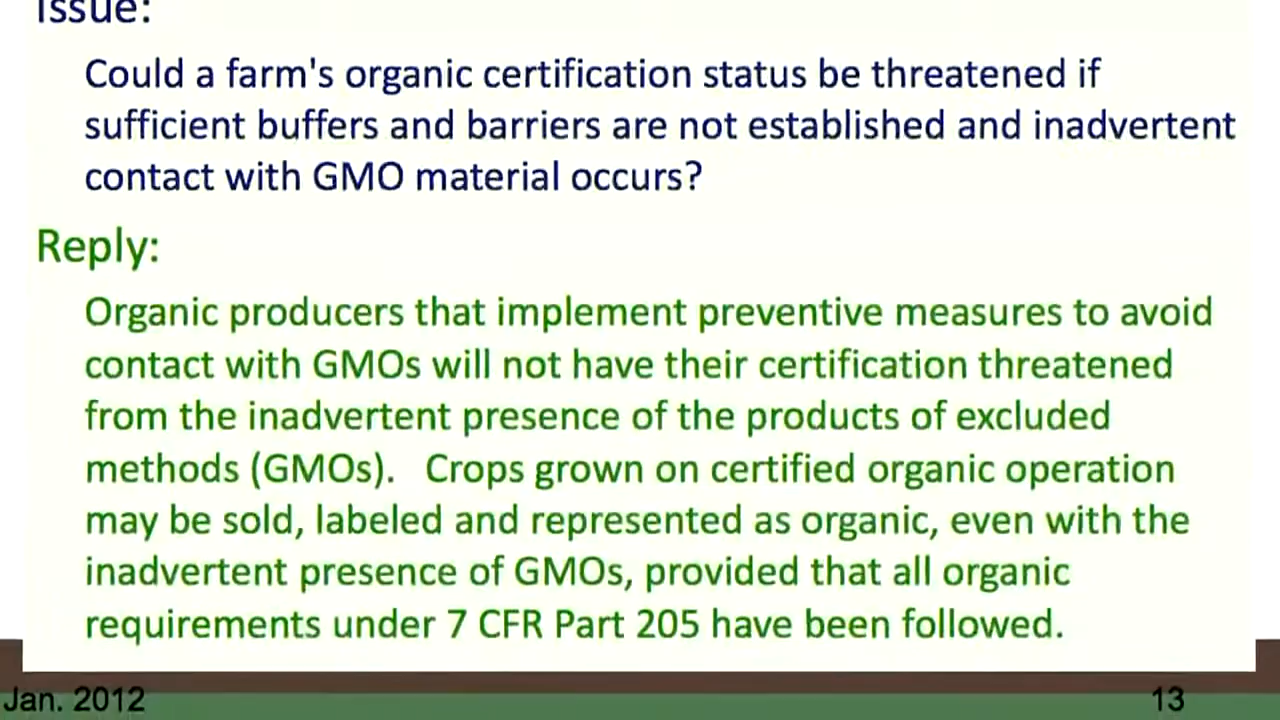 Issue:
Could a farm's organic certification status be threatened if
sufficient buffers and barriers are not established and inadvertent
contact with GMO material occurs?
Reply:
Organic producers that implement preventive measures to avoid
contact with GMOs will not have their certification threatened
from the inadvertent presence of the products of excluded
methods (GMOs). Crops grown on certified organic operation
may be sold, labeled and represented as organic, even with the
inadvertent presence of GMOs, provided that all organic
requirements under 7 CFR Part 205 have been followed.
Jan. 2012
13